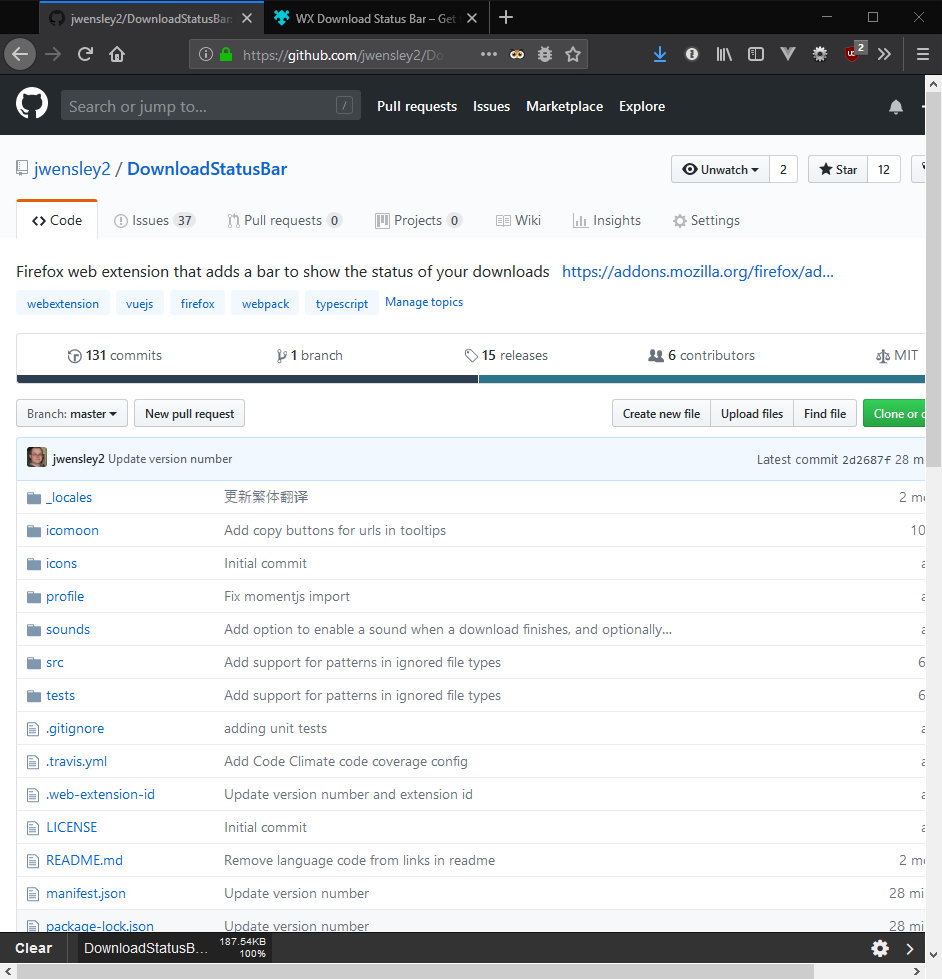 jwensley2/DownloadStatusBar
WX Download Status Bar – Get
https://github.com/jwensley2/Do
2
Search or jump to...
/
Pull requests
Issues
Marketplace
Explore
jwensley2 / DownloadStatusBar
Unwatch
2
Star
12
Code
Issues 37
Pull requests 0
Projects 0
Wiki
Insights
Settings
Firefox web extension that adds a bar to show the status of your downloads https://addons.mozilla.org/firefox/ad...
webextension vuejs firefox webpack typescript Manage topics
131 commits
1 branch
15 releases
6 contributors
MIT
Branch: master
New pull request
Create new file
Upload files
Find file
Clone or
jwensley2 Update version number
Latest commit 2d2687f 28 m
_locales 更新繁体翻译 2 mo
icomoon Add copy buttons for urls in tooltips 10
icons Initial commit a
profile Fix momentjs import a
sounds Add option to enable a sound when a download finishes, and optionally... a
src Add support for patterns in ignored file types 6
tests Add support for patterns in ignored file types 6
.gitignore adding unit tests a
.travis.yml Add Code Climate code coverage config a
.web-extension-id Update version number and extension id a
LICENSE Initial commit a
README.md Remove language code from links in readme 2 mo
manifest.json Update version number 28 mi
package-lock.json Update version number 28 mi
Clear
DownloadStatusB...
187.54KB
100%